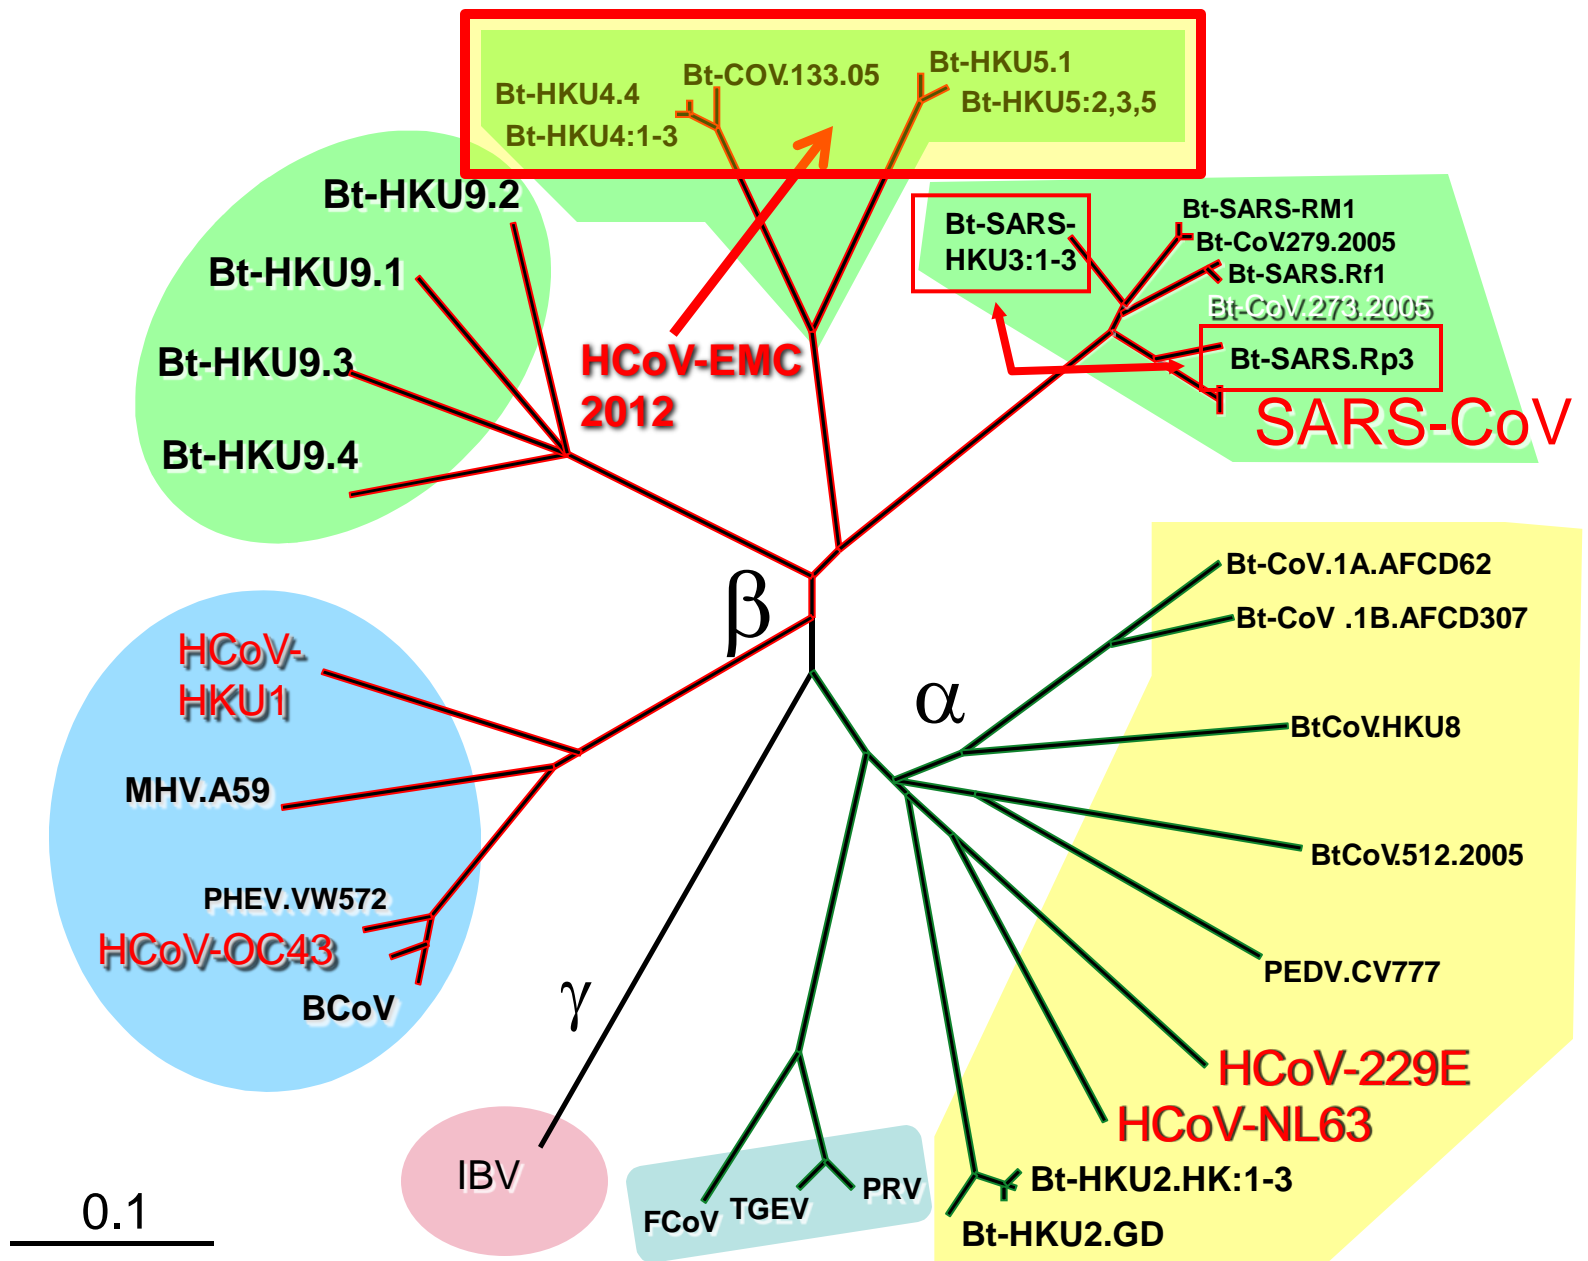 Bt-HKU4.4
Bt-COV.133.05
Bt-HKU5.1
Bt-HKU5:2,3,5
Bt-HKU4:1-3
Bt-HKU9.2
Bt-HKU9.1
Bt-HKU9.3
Bt-HKU9.4
HCoV-EMC
2012
Bt-SARS-
HKU3:1-3
Bt-SARS-RM1
Bt-CoV.279.2005
Bt-SARS.Rf1
Bt-CoV.273.2005
Bt-SARS.Rp3
SARS-CoV
β
α
γ
HCoV-
HKU1
MHV.A59
PHEV.VW572
HCoV-OC43
BCoV
Bt-CoV.1A.AFCD62
Bt-CoV .1B.AFCD307
BtCoV.HKU8
BtCoV.512.2005
PEDV.CV777
HCoV-229E
HCoV-NL63
Bt-HKU2.HK:1-3
Bt-HKU2.GD
IBV
FCoV
TGEV
PRV
0.1